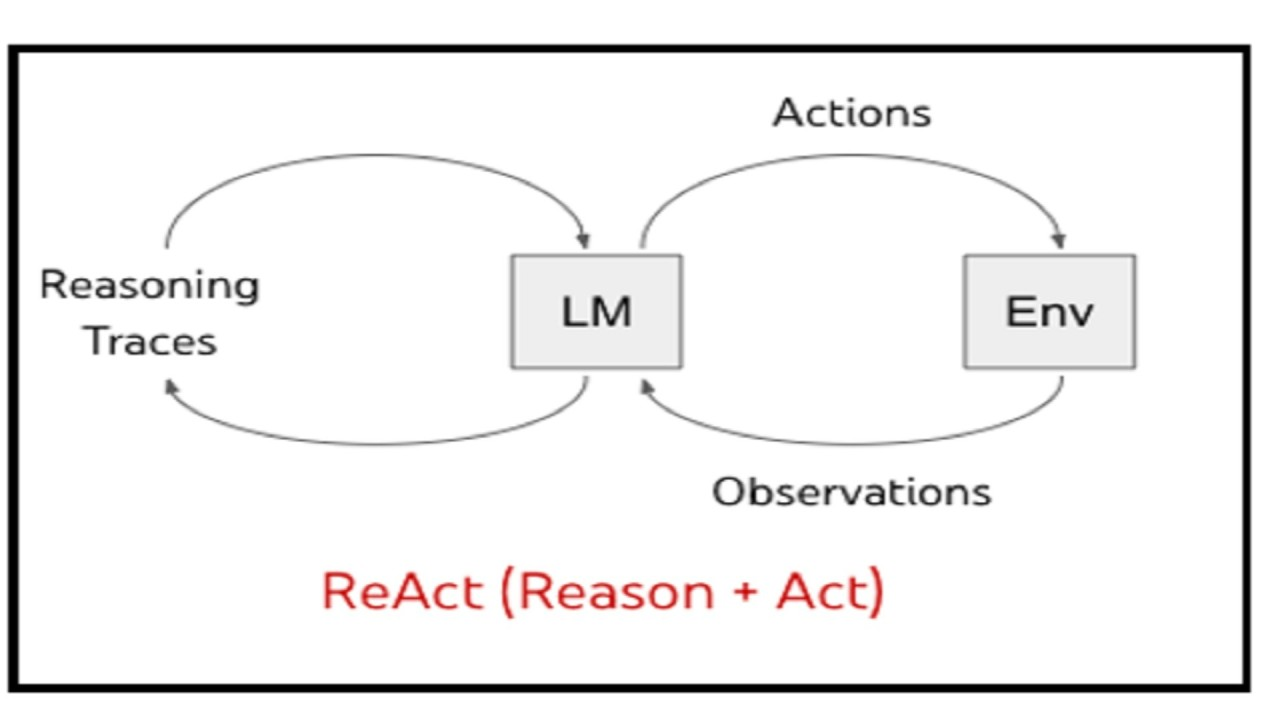 Actions
Reasoning
Traces
LM
Env
Observations
ReAct (Reason + Act)